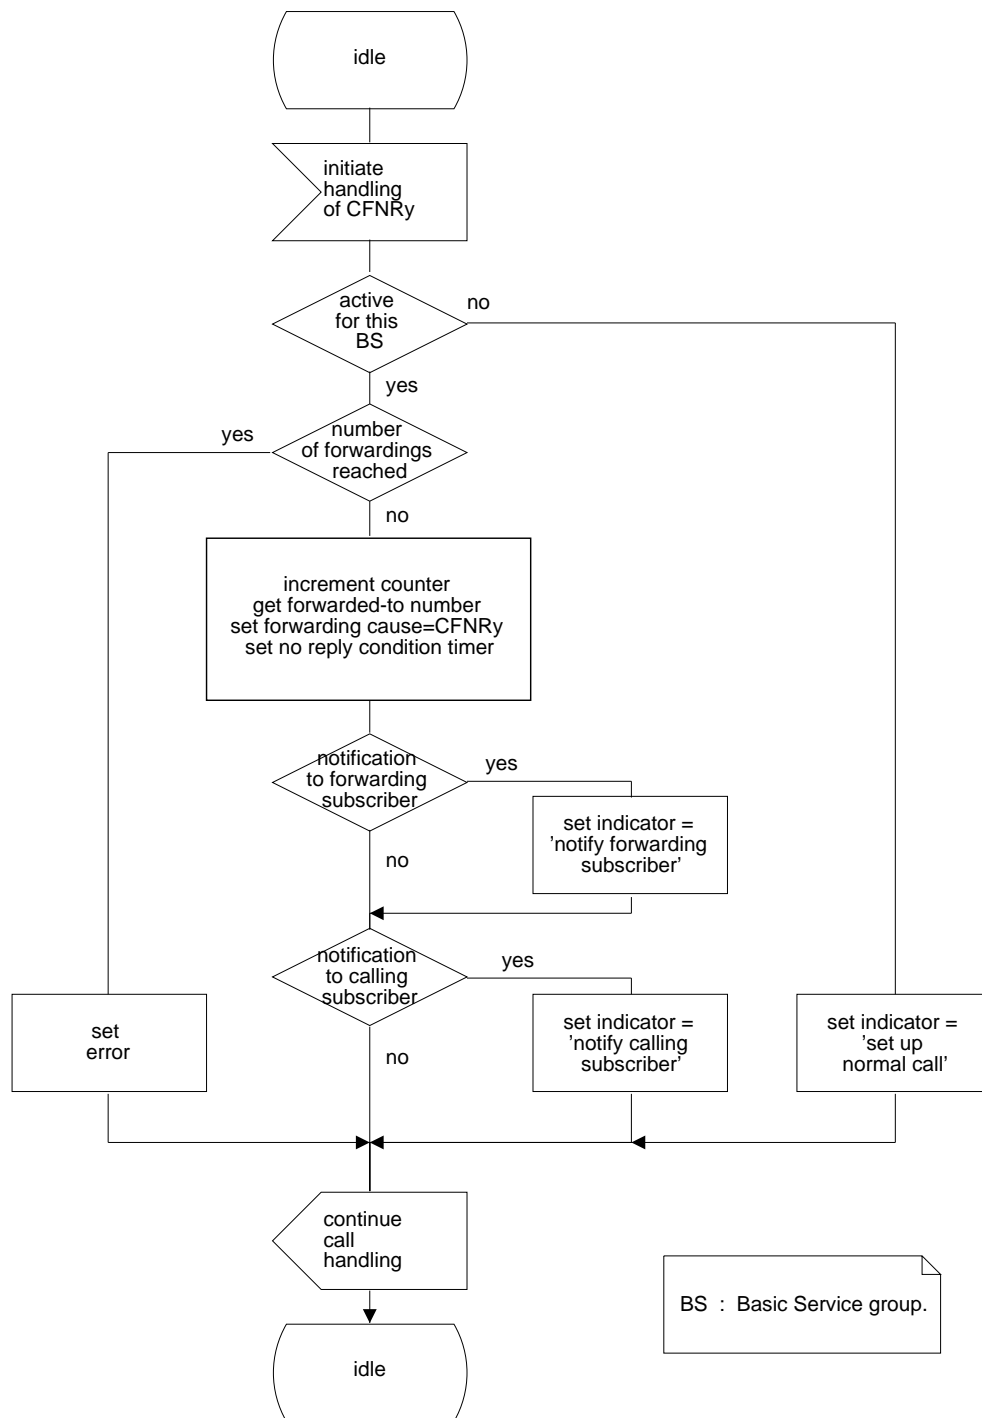 idle
initiate
handling
of CFNRy
active
for this
BS
no
yes
number
of forwardings
reached
yes
no
increment counter
get forwarded-to number
set forwarding cause=CFNRy
set no reply condition timer
notification
to forwarding
subscriber
yes
set indicator =
’notify forwarding
subscriber’
no
notification
to calling
subscriber
yes
set
error
no
set indicator =
’notify calling
subscriber’
set indicator =
’set up
normal call’
continue
call
handling
BS : Basic Service group.
idle